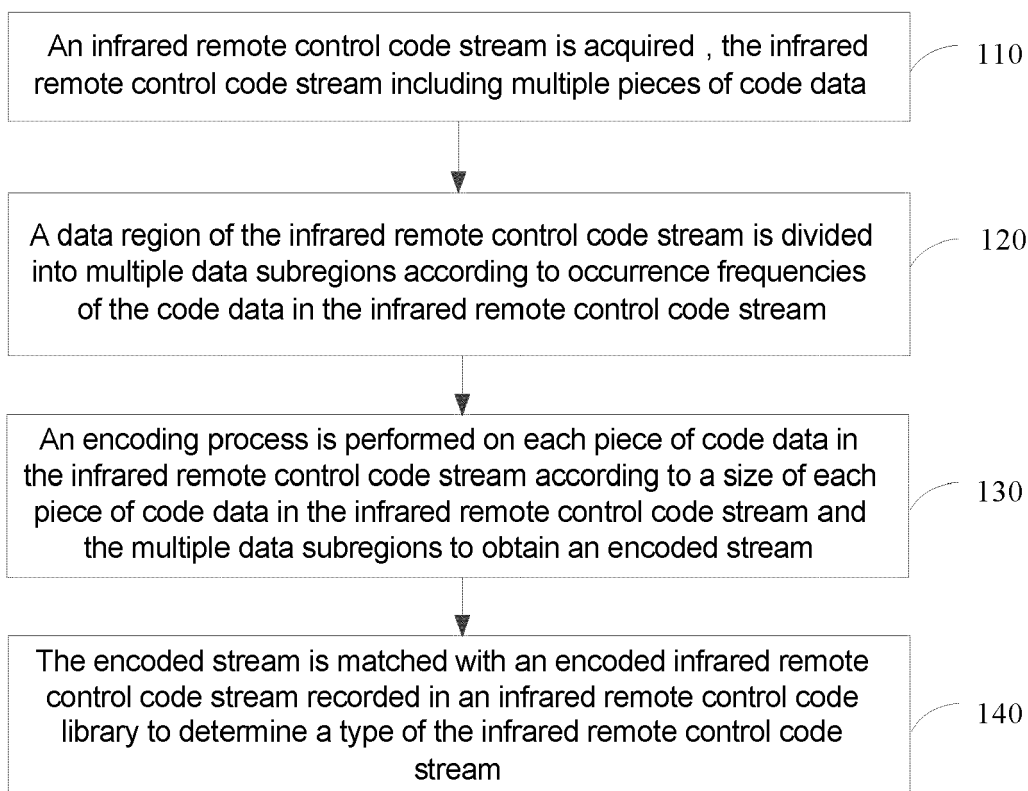 An infrared remote control code stream is acquired , the infrared
remote control code stream including multiple pieces of code data
110
A data region of the infrared remote control code stream is divided
into multiple data subregions according to occurrence frequencies
of the code data in the infrared remote control code stream
120
An encoding process is performed on each piece of code data in
the infrared remote control code stream according to a size of each
piece of code data in the infrared remote control code stream and
the multiple data subregions to obtain an encoded stream
130
The encoded stream is matched with an encoded infrared remote
control code stream recorded in an infrared remote control code
library to determine a type of the infrared remote control code
stream
140